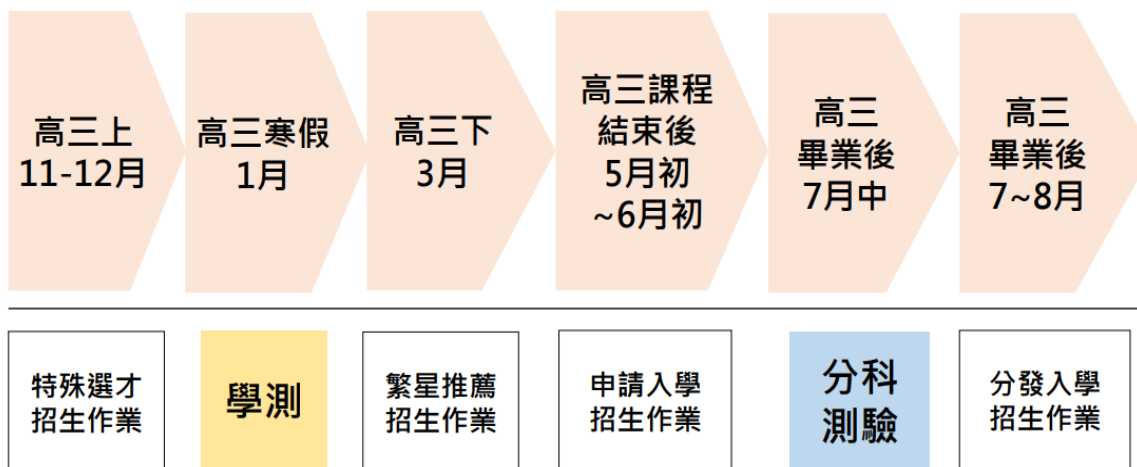 高三上
11-12月
高三寒假
1月
高三下
3月
高三課程
結束後
5月初
~6月初
高三
畢業後
7月中
高三
畢業後
7~8月
特殊選才
招生作業
學測
繁星推薦
招生作業
申請入學
招生作業
分科
測驗
分發入學
招生作業